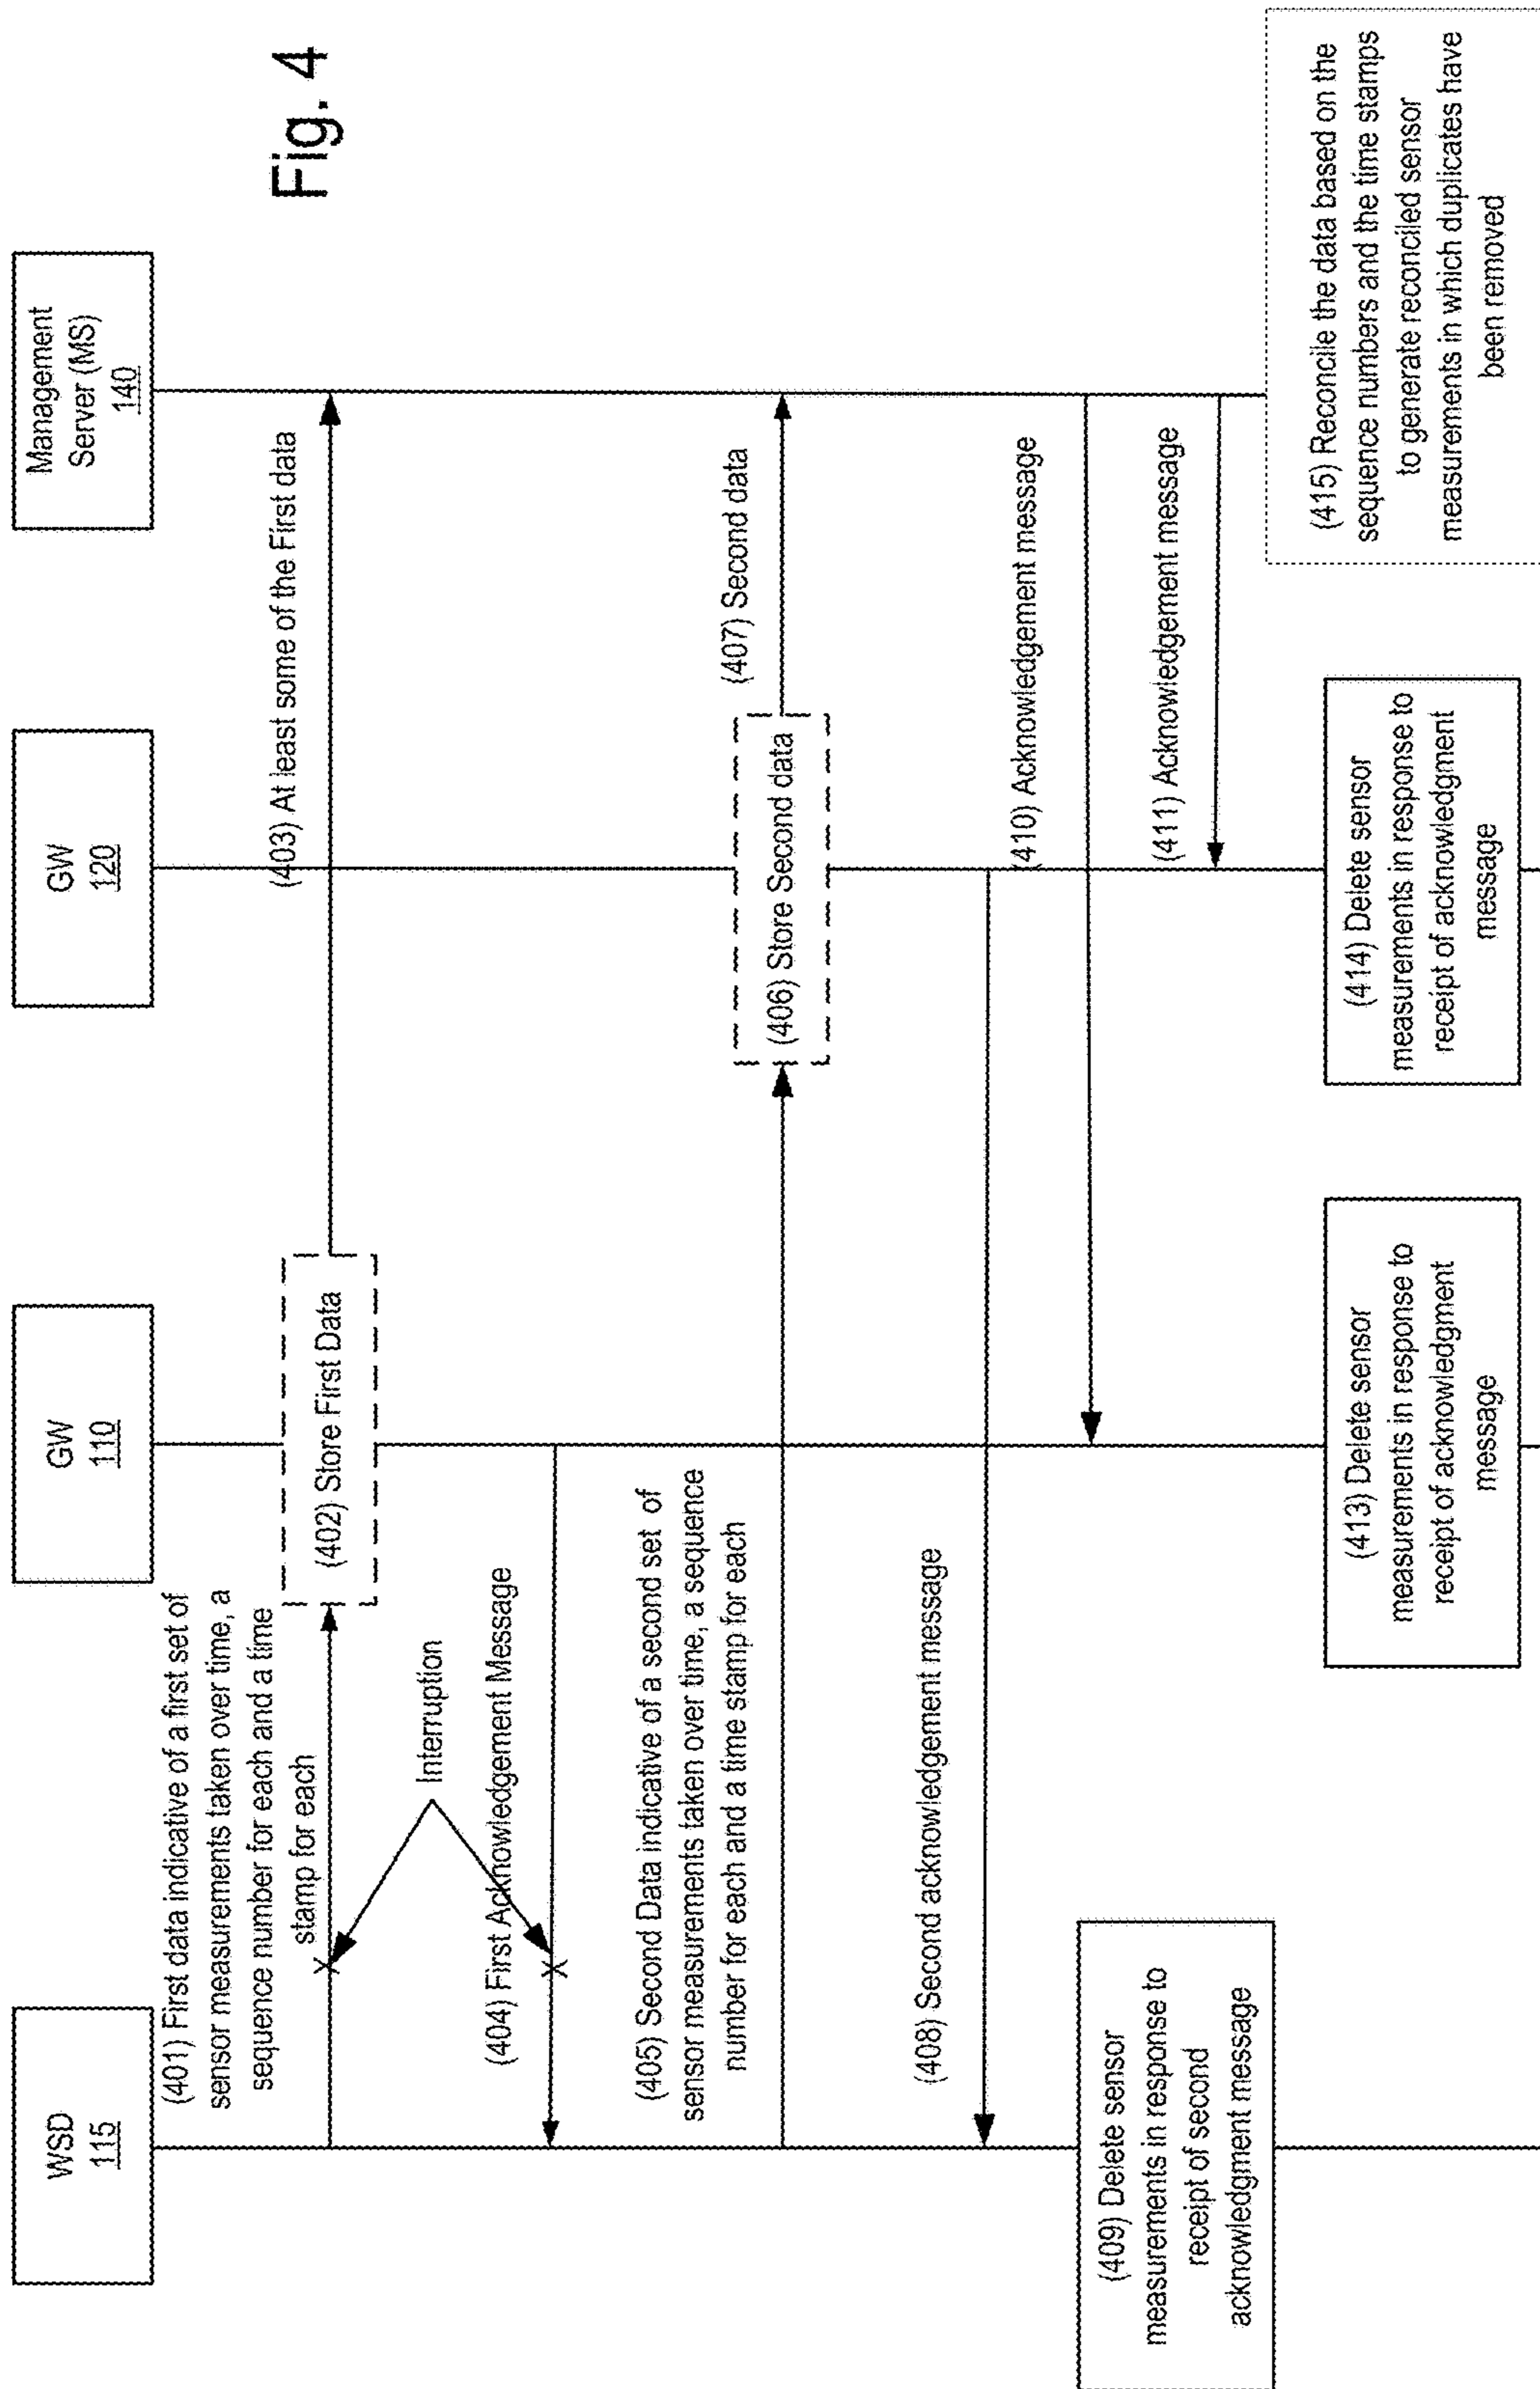 WSD
115
GW
110
GW
120
Management
Server (MS)
140
Fig. 4
(401) First data indicative of a first set of
sensor measurements taken over time, a
sequence number for each and a time
stamp for each
(402) Store First Data
(403) At least some of the First data
Interruption
(404) First Acknowledgement Message
(405) Second Data indicative of a second set of
sensor measurements taken over time, a sequence
number for each and a time stamp for each
(406) Store Second data
(407) Second data
(408) Second acknowledgement message
(409) Delete sensor
measurements in response to
receipt of second
acknowledgment message
(410) Acknowledgement message
(411) Acknowledgement message
(413) Delete sensor
measurements in response to
receipt of acknowledgment
message
(414) Delete sensor
measurements in response to
receipt of acknowledgment
message
(415) Reconcile the data based on the
sequence numbers and the time stamps
to generate reconciled sensor
measurements in which duplicates have
been removed